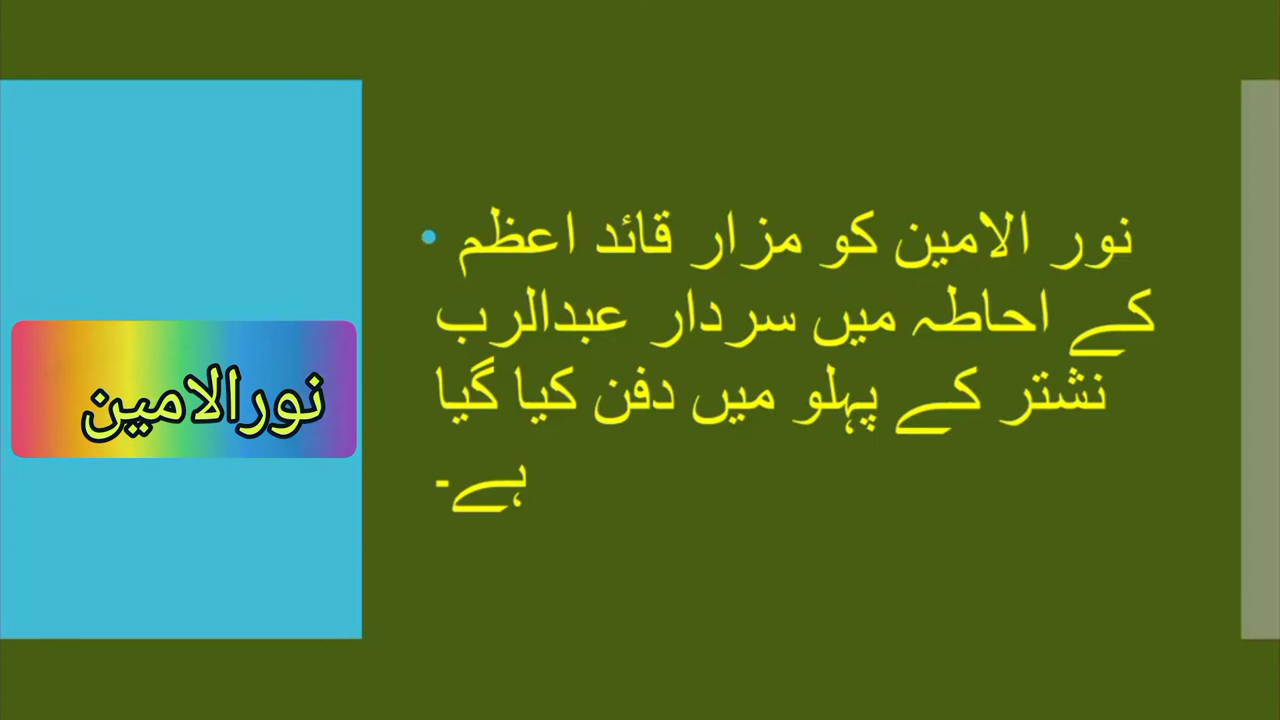 نور الامین کو مزار قائد اعظم
کے احاطہ میں سردار عبدالرب
نشتر کے پہلو میں دفن کیا گیا
ہے۔
نورالامین